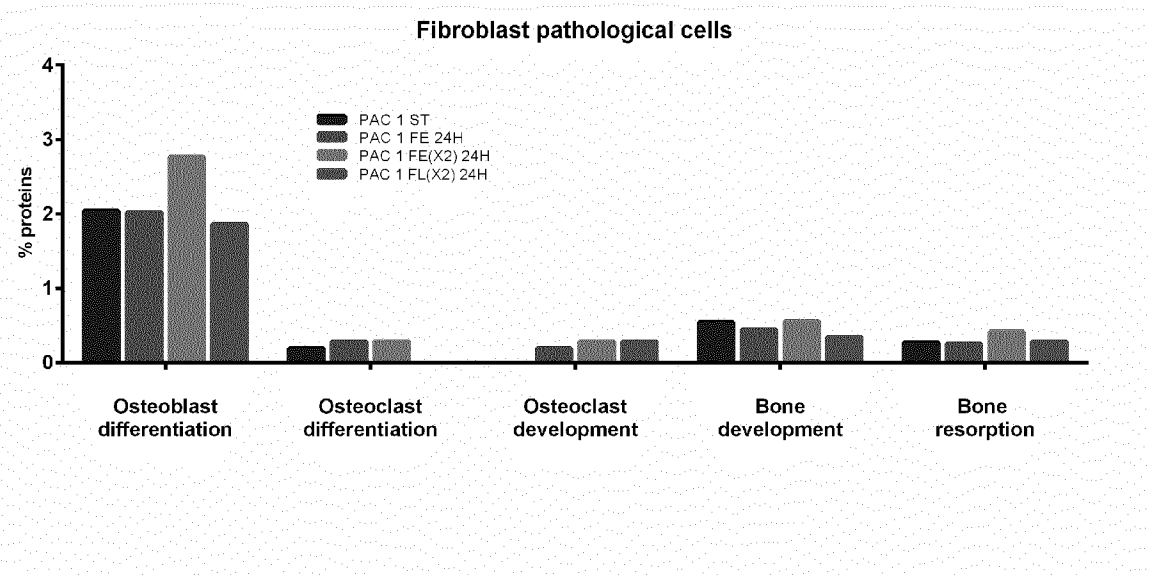 Fibroblast pathological cells
4
3
2
1
0
% proteins
PAC 1 ST
PAC 1 FE 24H
PAC 1 FE(X2) 24H
PAC 1 FL(X2) 24H
Osteoblast
differentiation
Osteoclast
differentiation
Osteoclast
development
Bone
development
Bone
resorption